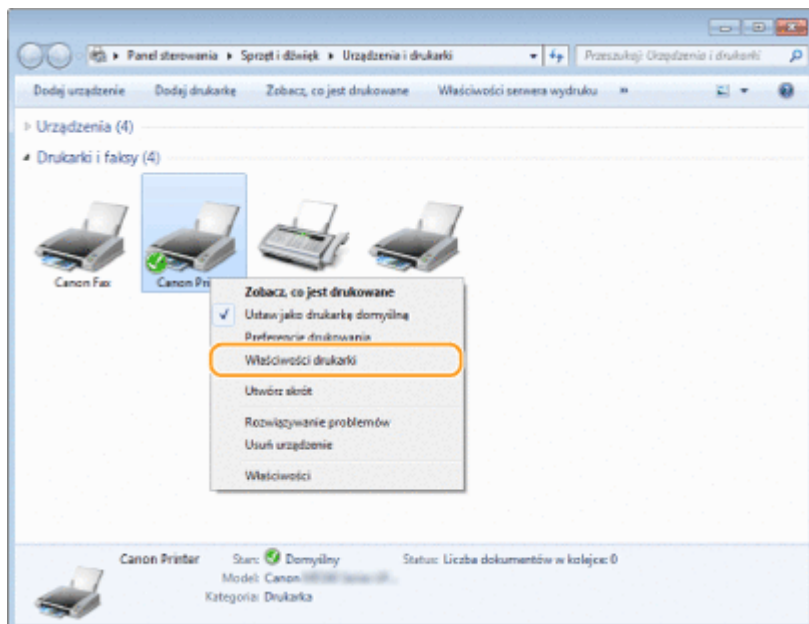 Panel sterowania ▸ Sprzęt i dźwięk ▸ Urządzenia i drukarki
Przeszukaj: Urządzenia i drukarki
Dodaj urządzenie Dodaj drukarkę Zobacz, co jest drukowane Właściwości serwera wydruku »
Urządzenia (4)
Drukarki i faksy (4)
Canon Fax
Canon Pri
Zobacz, co jest drukowane
Ustaw jako drukarkę domyślną
Preferencje drukowania
Właściwości drukarki
Utwórz skrót
Rozwiązywanie problemów
Usuń urządzenie
Właściwości
Canon Printer Stan: Domyślny Status: Liczba dokumentów w kolejce: 0
Model: Canon
Kategoria: Drukarka